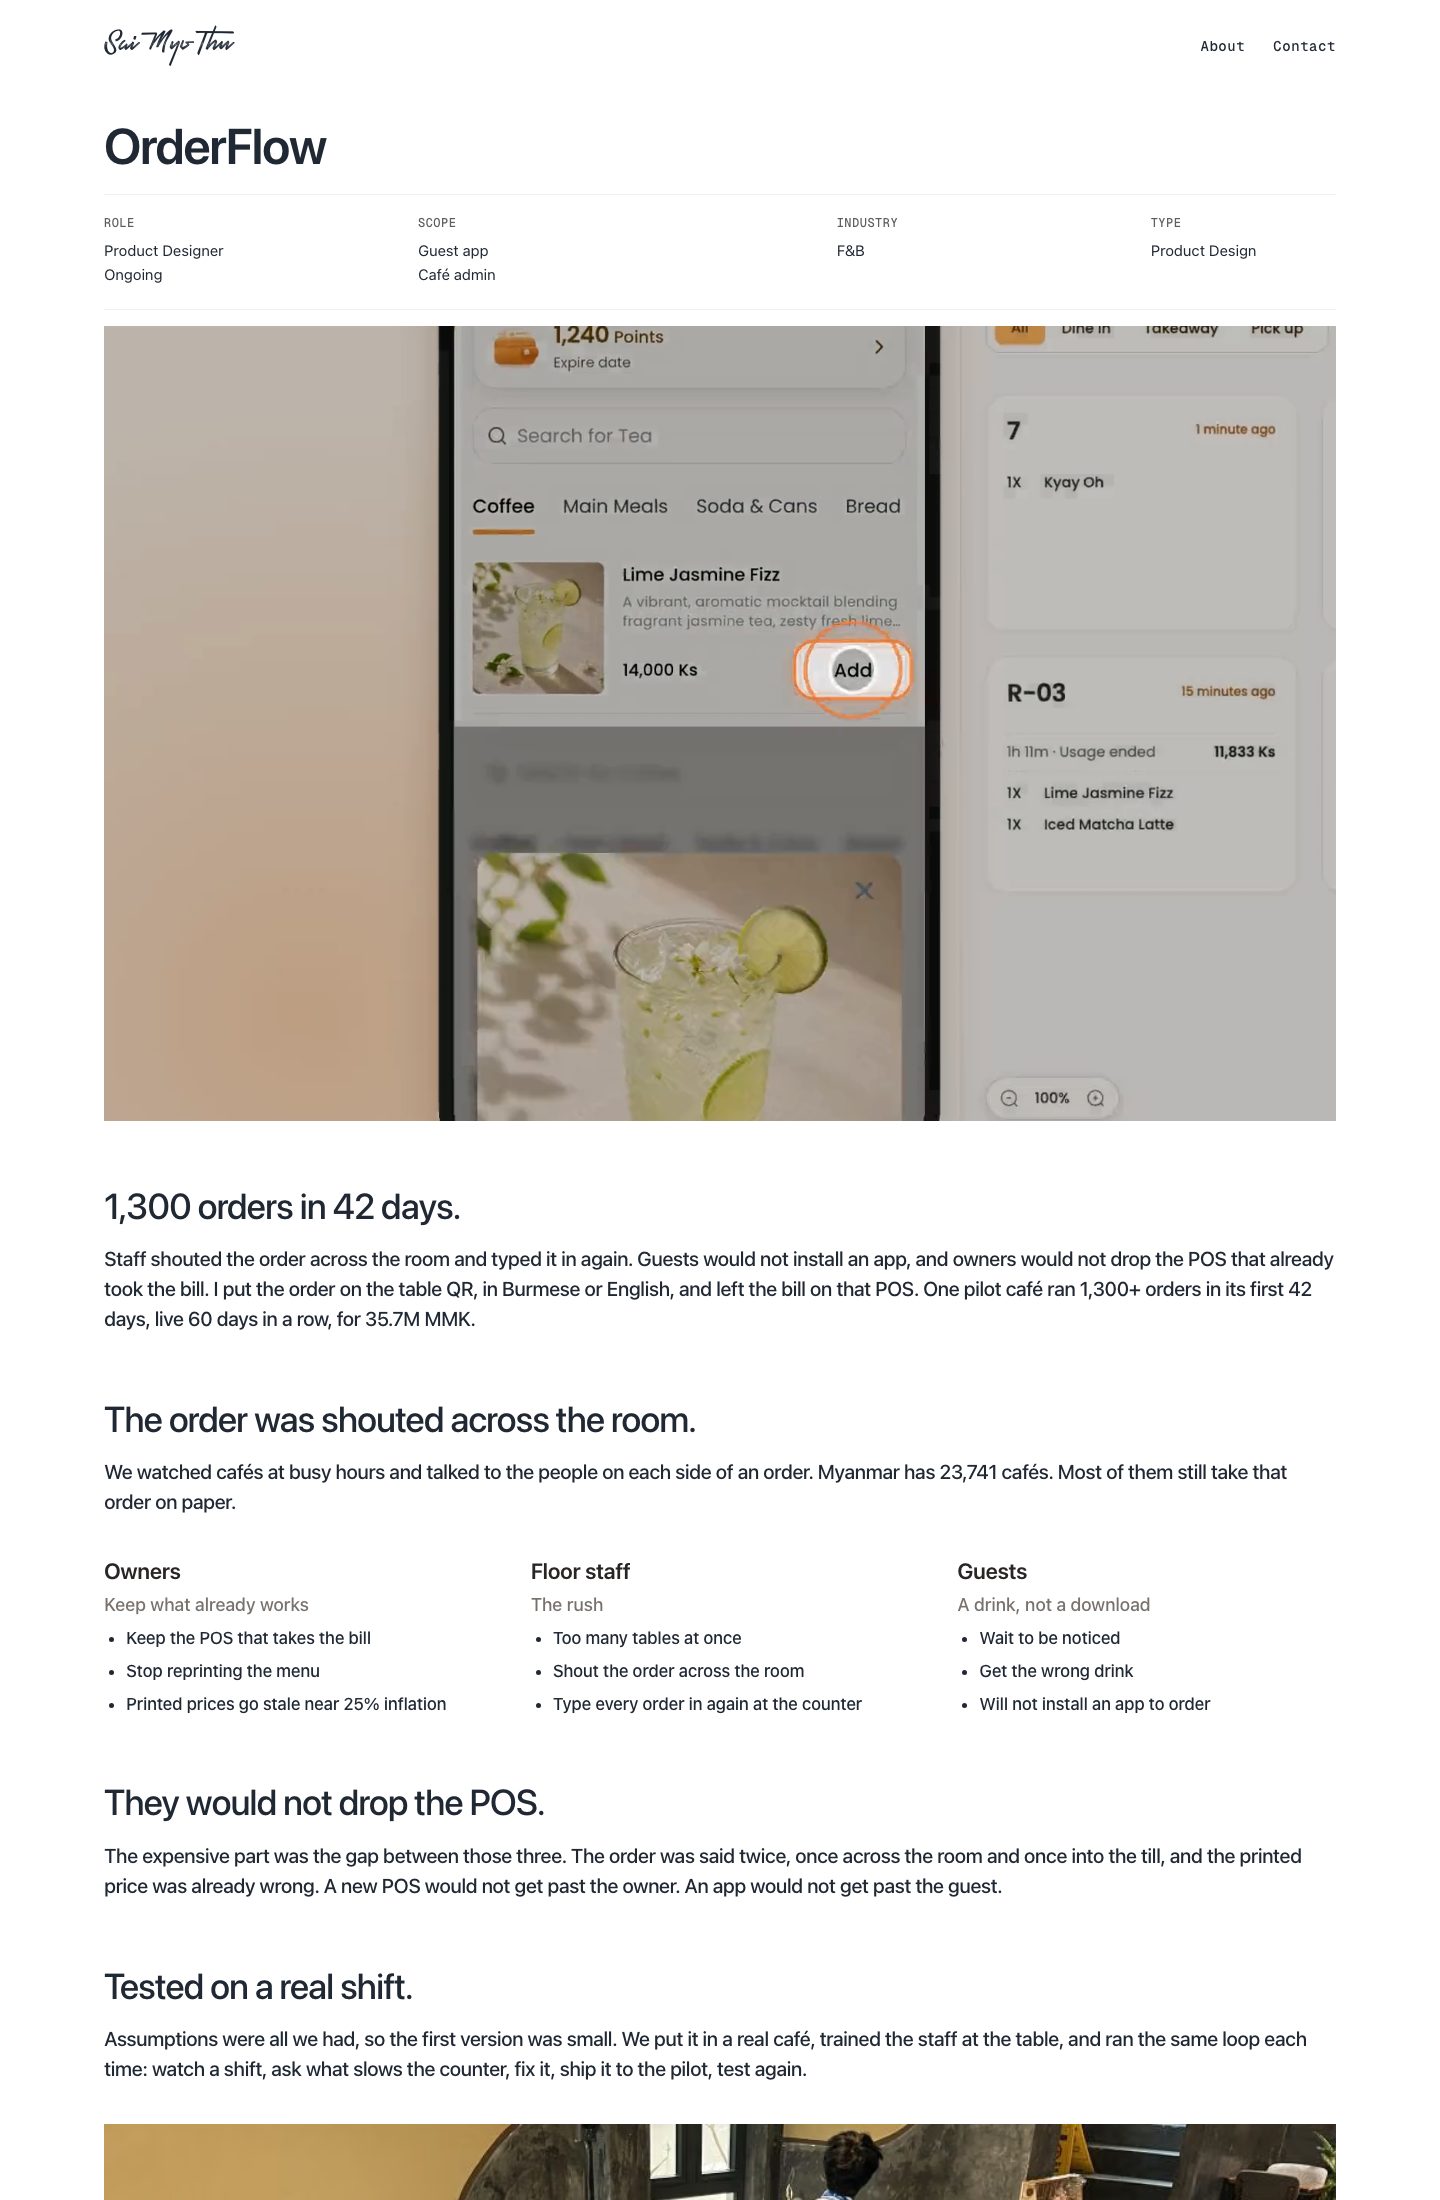 Sai Myo Thu
About Contact
OrderFlow
ROLE
Product Designer
Ongoing
SCOPE
Guest app
Café admin
INDUSTRY
F&B
TYPE
Product Design
1,240 Points
Expire date
Search for Tea
Coffee Main Meals Soda & Cans Bread
Lime Jasmine Fizz
A vibrant, aromatic mocktail blending
fragrant jasmine tea, zesty fresh lime...
14,000 Ks
Add
All Dine in Takeaway Pick up
7 1 minute ago
1X Kyay Oh
R-03 15 minutes ago
1h 11m · Usage ended 11,833 Ks
1X Lime Jasmine Fizz
1X Iced Matcha Latte
100%
1,300 orders in 42 days.
Staff shouted the order across the room and typed it in again. Guests would not install an app, and owners would not drop the POS that already
took the bill. I put the order on the table QR, in Burmese or English, and left the bill on that POS. One pilot café ran 1,300+ orders in its first 42
days, live 60 days in a row, for 35.7M MMK.
The order was shouted across the room.
We watched cafés at busy hours and talked to the people on each side of an order. Myanmar has 23,741 cafés. Most of them still take that
order on paper.
Owners
Keep what already works
• Keep the POS that takes the bill
• Stop reprinting the menu
• Printed prices go stale near 25% inflation
Floor staff
The rush
• Too many tables at once
• Shout the order across the room
• Type every order in again at the counter
Guests
A drink, not a download
• Wait to be noticed
• Get the wrong drink
• Will not install an app to order
They would not drop the POS.
The expensive part was the gap between those three. The order was said twice, once across the room and once into the till, and the printed
price was already wrong. A new POS would not get past the owner. An app would not get past the guest.
Tested on a real shift.
Assumptions were all we had, so the first version was small. We put it in a real café, trained the staff at the table, and ran the same loop each
time: watch a shift, ask what slows the counter, fix it, ship it to the pilot, test again.